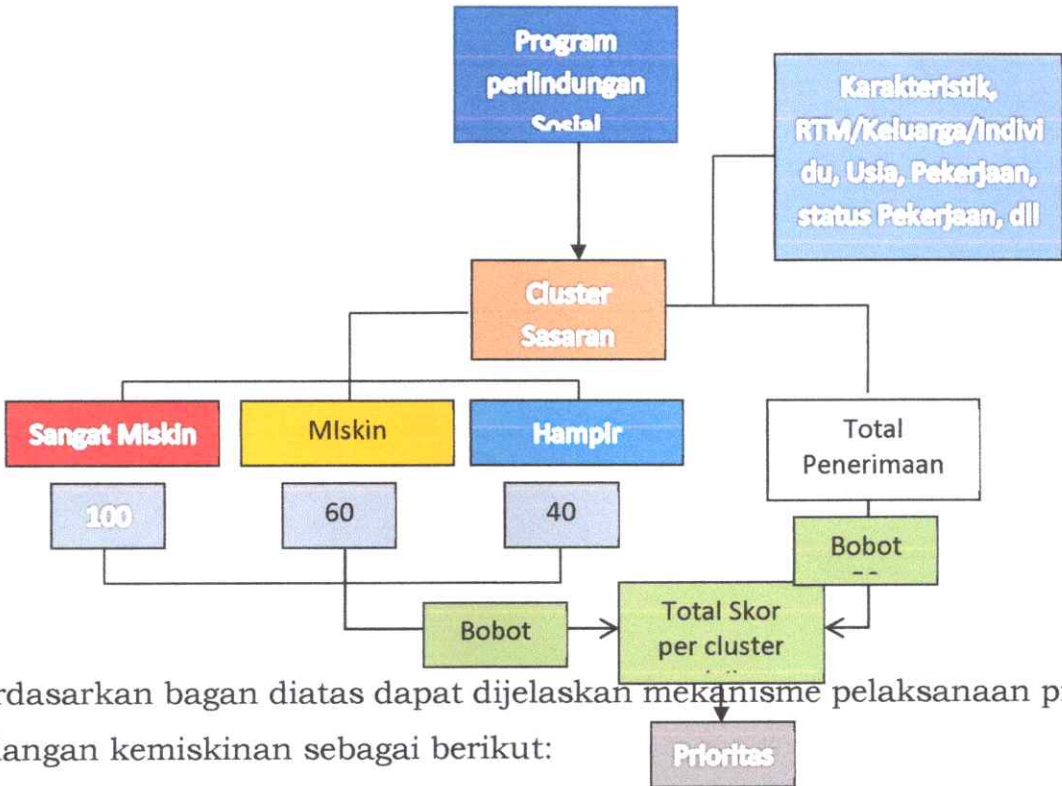 Program
perlindungan
Sosial
Karakteristik,
RTM/Keluarga/Indivi
du, Usia, Pekerjaan,
status Pekerjaan, dll
Cluster
Sasaran
Sangat Miskin
MIskin
Hampir
Total
Penerimaan
100
60
40
Bobot
Bobot
Total Skor
per cluster
rdasarkan bagan diatas dapat dijelaskan mekanisme pelaksanaan p
langan kemiskinan sebagai berikut:
Prioritas